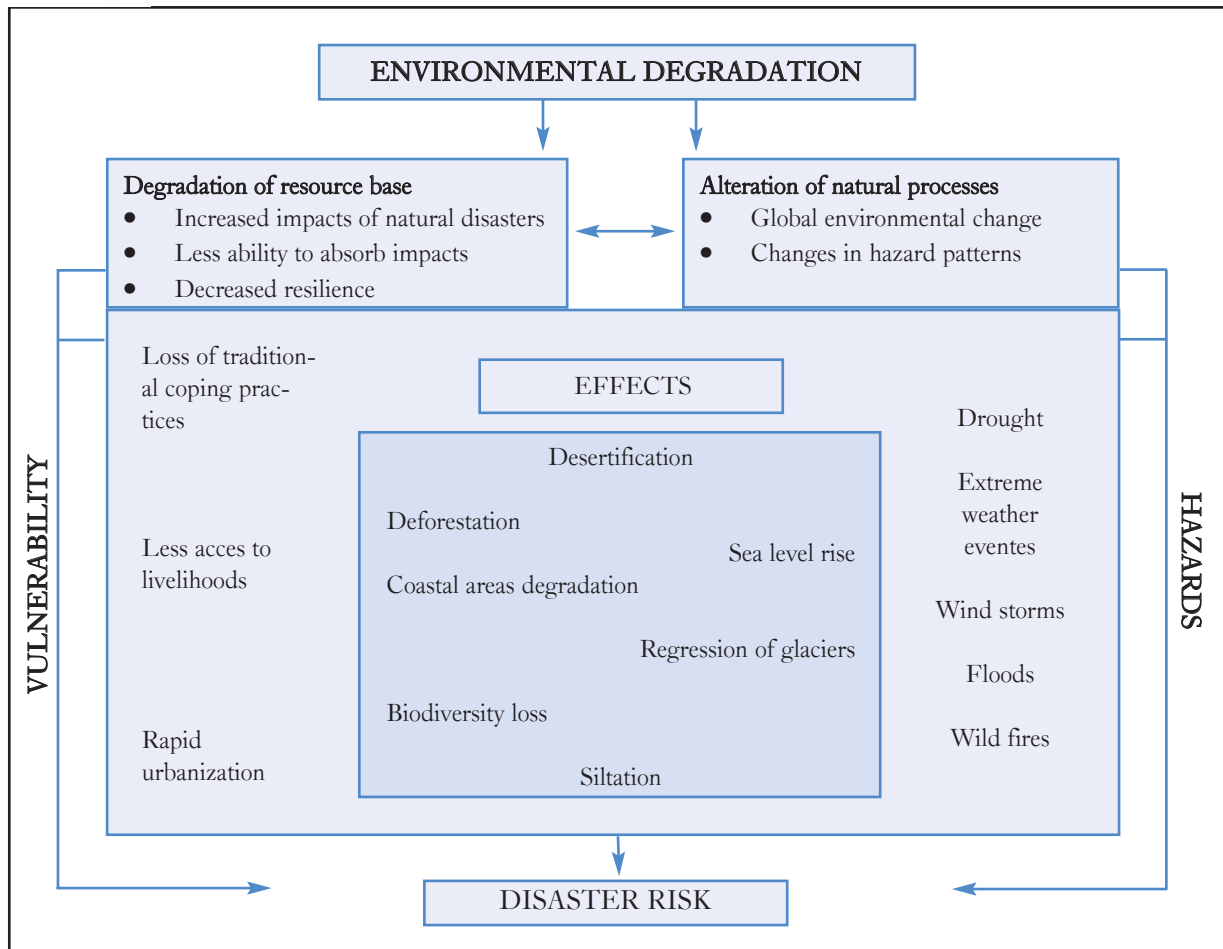 ENVIRONMENTAL DEGRADATION
Degradation of resource base
● Increased impacts of natural disasters
● Less ability to absorb impacts
● Decreased resilience
Alteration of natural processes
● Global environmental change
● Changes in hazard patterns
VULNERABILITY
Loss of tradition-
al coping prac-
tices
Less acces to
livelihoods
Rapid
urbanization
EFFECTS
Desertification
Deforestation
Sea level rise
Coastal areas degradation
Regression of glaciers
Biodiversity loss
Siltation
Drought
Extreme
weather
eventes
Wind storms
Floods
Wild fires
HAZARDS
DISASTER RISK